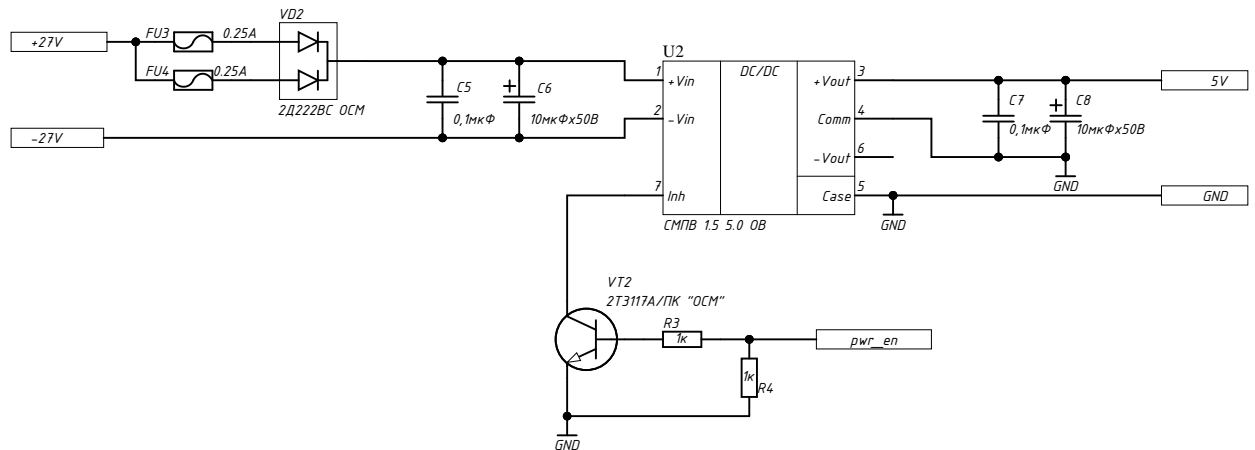 VD2
FU3 0.25А
+27V
FU4 0.25А
2Д222ВС ОСМ
-27V
C5
0,1мкФ
C6
10мкФх50В
U2
DC/DC
1 +Vin
2 -Vin
7 Inh
+Vout 3
Comm 4
-Vout 6
Case 5
СМПВ 1.5 5.0 ОВ
C7
0,1мкФ
C8
10мкФх50В
5V
GND
GND
GND
VT2
2Т3117А/ПК "ОСМ"
R3
1к
pwr_en
1к
R4
GND